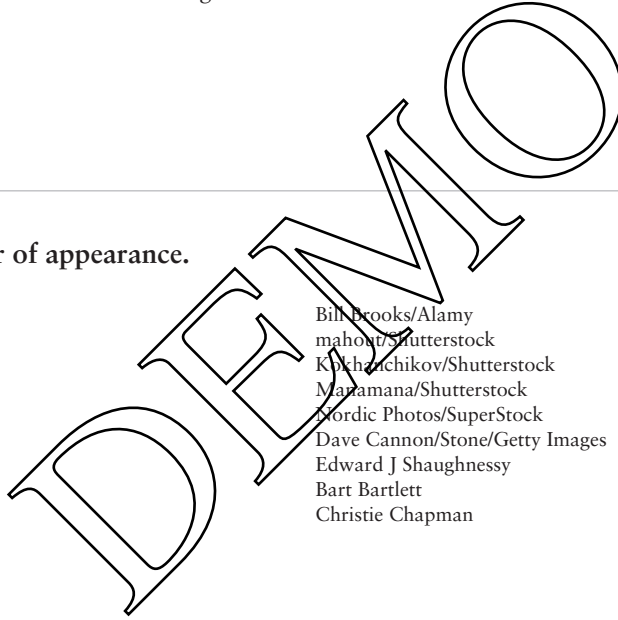 r of appearance.
Bill Brooks/Alamy
mahout/Shutterstock
Kokhanchikov/Shutterstock
Manamana/Shutterstock
Nordic Photos/SuperStock
Dave Cannon/Stone/Getty Images
Edward J Shaughnessy
Bart Bartlett
Christie Chapman
DEMO